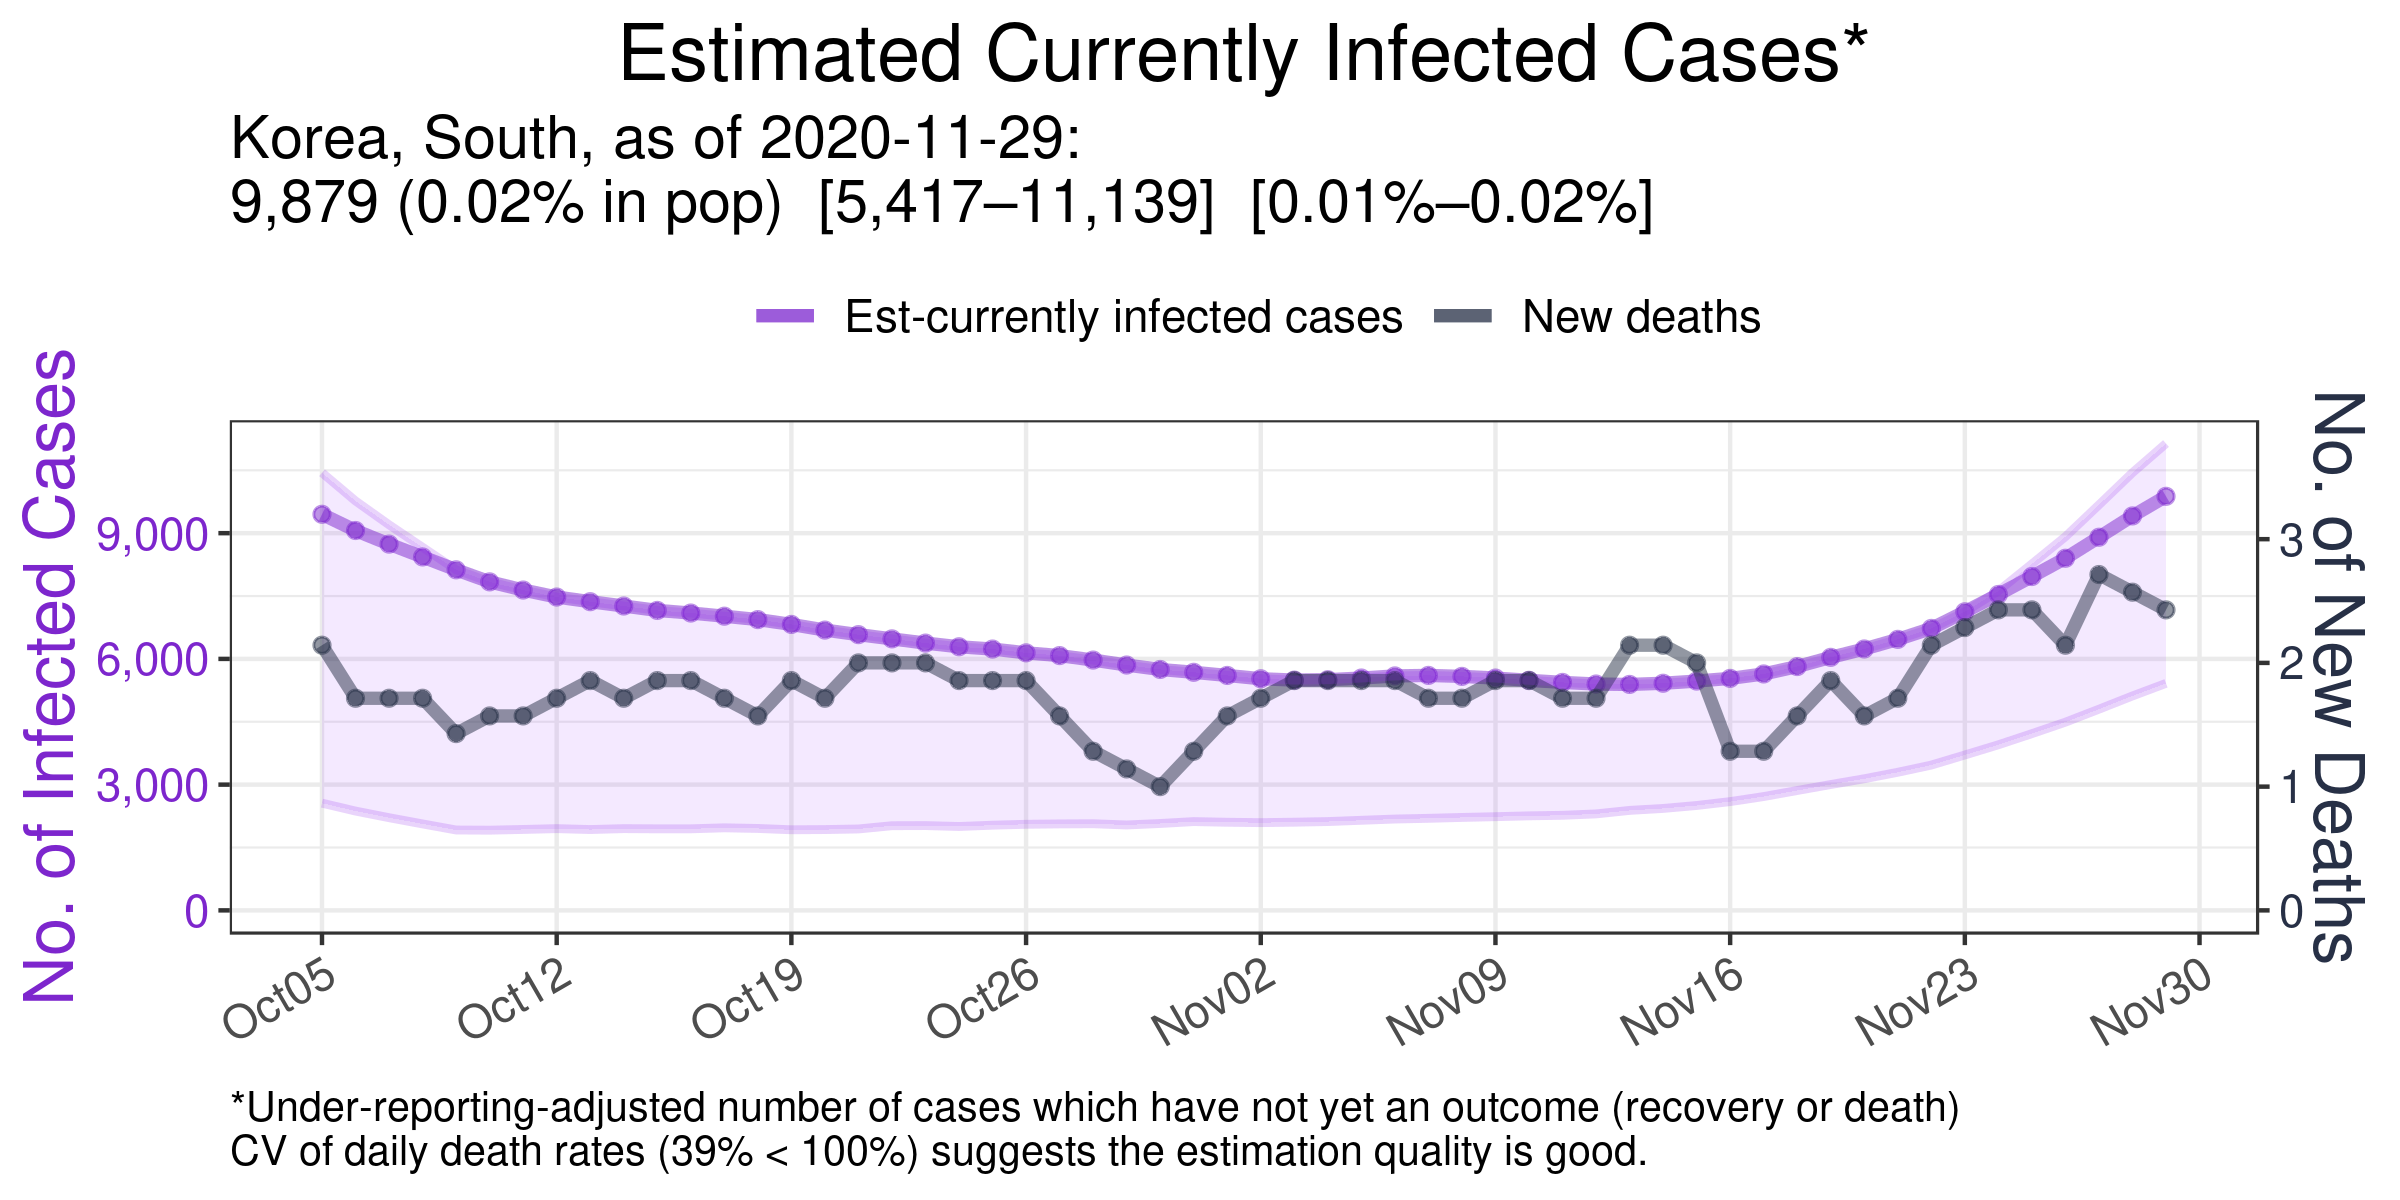 Estimated Currently Infected Cases*
Korea, South, as of 2020-11-29:
9,879 (0.02% in pop)  [5,417–11,139]  [0.01%–0.02%]
Est-currently infected cases
New deaths
No. of Infected Cases
9,000
6,000
3,000
0
No. of New Deaths
3
2
1
0
Oct05
Oct12
Oct19
Oct26
Nov02
Nov09
Nov16
Nov23
Nov30
*Under-reporting-adjusted number of cases which have not yet an outcome (recovery or death)
CV of daily death rates (39% < 100%) suggests the estimation quality is good.